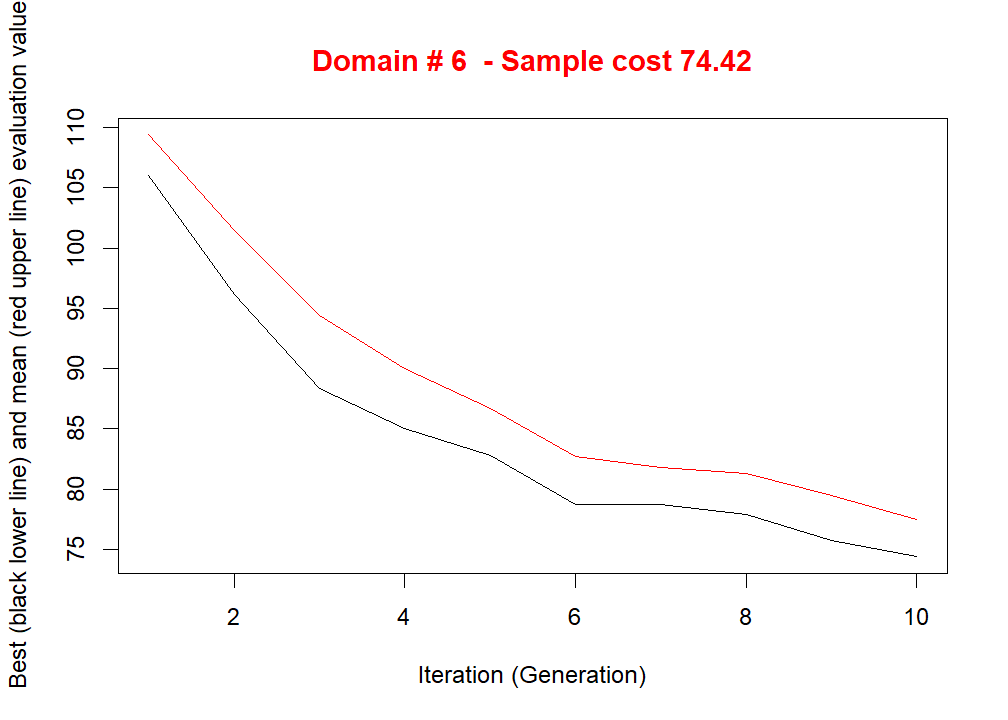 Domain # 6  - Sample cost 74.42
Best (black lower line) and mean (red upper line) evaluation value
110
105
100
95
90
85
80
75
2 4 6 8 10
Iteration (Generation)